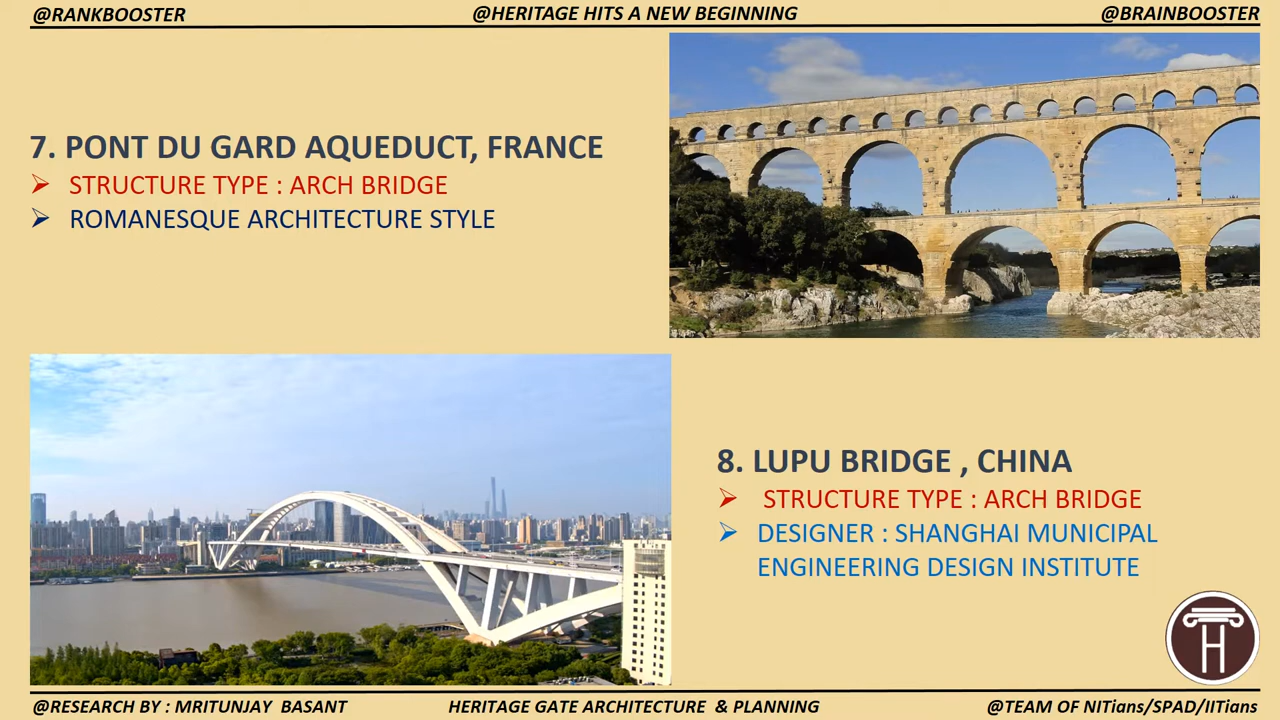 @RANKBOOSTER
@HERITAGE HITS A NEW BEGINNING
@BRAINBOOSTER
7. PONT DU GARD AQUEDUCT, FRANCE
STRUCTURE TYPE : ARCH BRIDGE
ROMANESQUE ARCHITECTURE STYLE
8. LUPU BRIDGE , CHINA
STRUCTURE TYPE : ARCH BRIDGE
DESIGNER : SHANGHAI MUNICIPAL
ENGINEERING DESIGN INSTITUTE
H
@RESEARCH BY : MRITUNJAY BASANT
HERITAGE GATE ARCHITECTURE & PLANNING
@TEAM OF NITians/SPAD/IITians